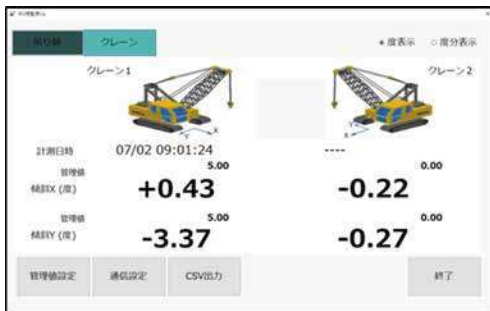 クレーン
度表示
度分表示
クレーン1
クレーン2
Y
X
Y
X
計測日時
07/02 09:01:24
----
管理値
5.00
0.00
傾斜X (度)
+0.43
-0.22
管理値
5.00
0.00
傾斜Y (度)
-3.37
-0.27
管理値設定
通信設定
CSV出力
終了